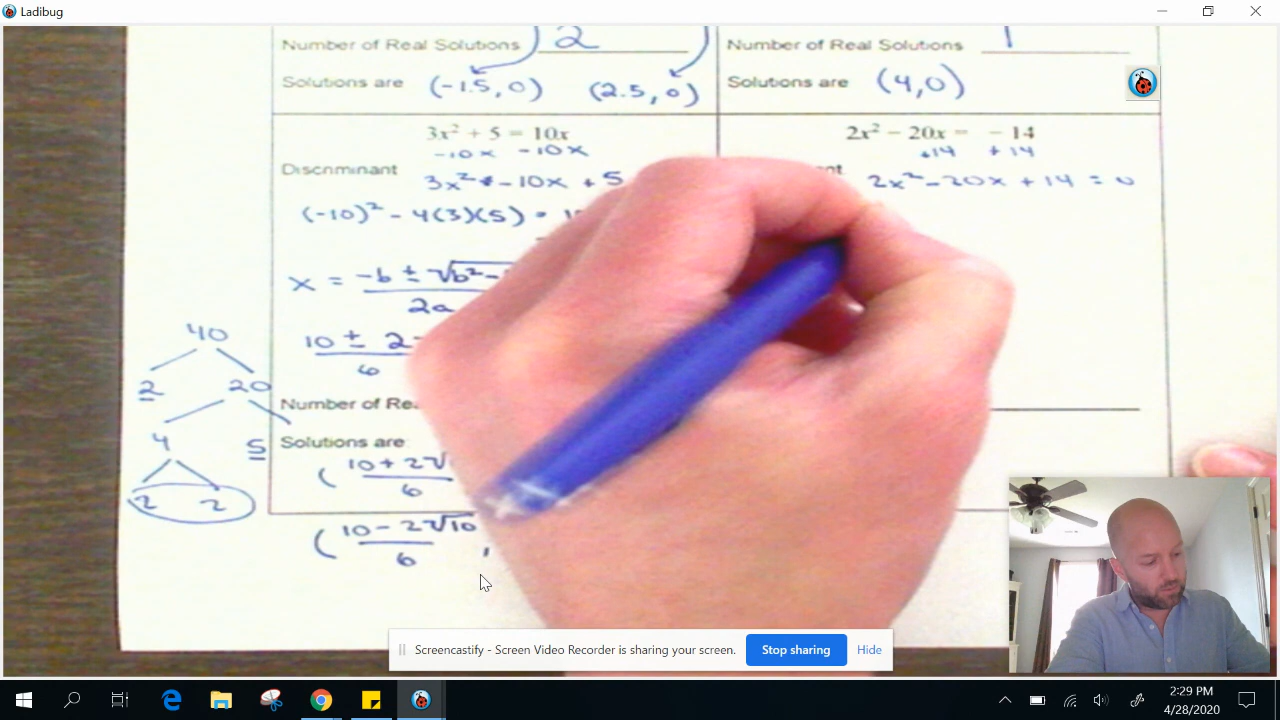 Ladibug
Number of Real Solutions 2
Solutions are (-1.5, 0) (2.5, 0)
Number of Real Solutions 1
Solutions are (4,0)
3x² + 5 = 10x
-10x -10x
Discriminant
3x² - 10x + 5
(-10)² - 4(3)(5) =
x = -b ± √b² -
2a
10 ± 2
6
Number of Re
Solutions are
( 10 + 2√
6
( 10 - 2√10 ,
6
40
2 20
4 5
2 2
2x² - 20x = - 14
+14 +14
2x² - 20x + 14 = 0
Screencastify - Screen Video Recorder is sharing your screen.
Stop sharing
Hide
2:29 PM
4/28/2020